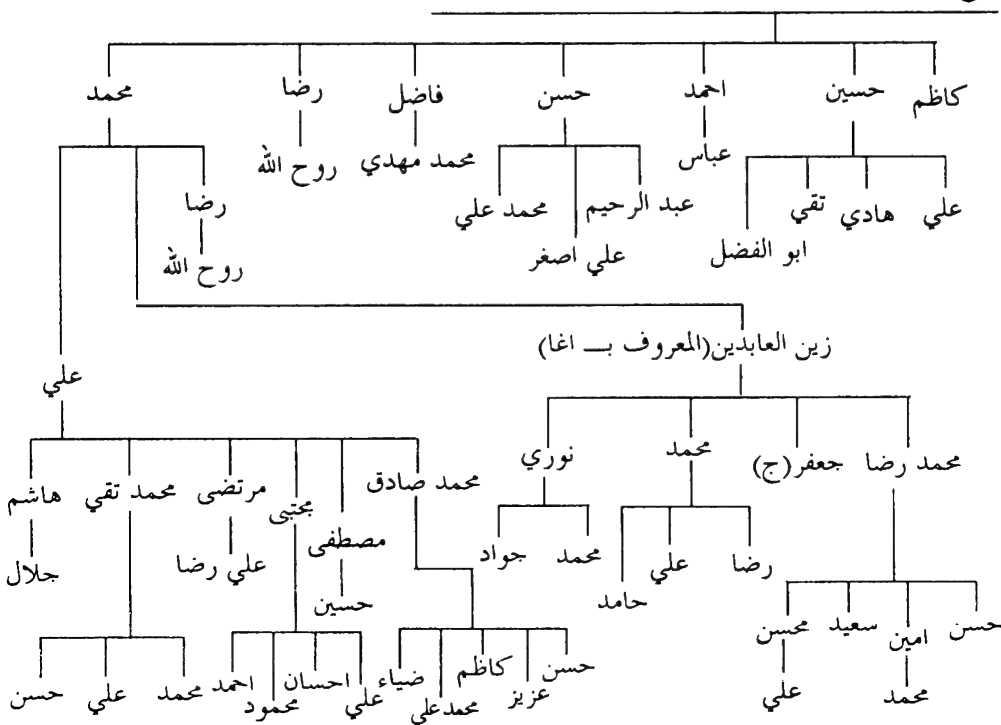 كاظم حسين احمد حسن فاضل رضا محمد
عباس محمد مهدي روح الله
علي هادي تقي ابو الفضل
عبد الرحيم علي اصغر محمد علي
رضا
روح الله
زين العابدين (المعروف بـ اغا)
علي
محمد رضا جعفر (ج) محمد نوري
محمد صادق مصطفى مجتبى مرتضى محمد تقي هاشم
رضا علي حامد
محمد جواد
حسين
علي رضا
جلال
حسن امين سعيد محسن
محمد علي
حسن عزيز كاظم محمد علي ضياء
علي احسان محمود احمد
محمد علي حسن